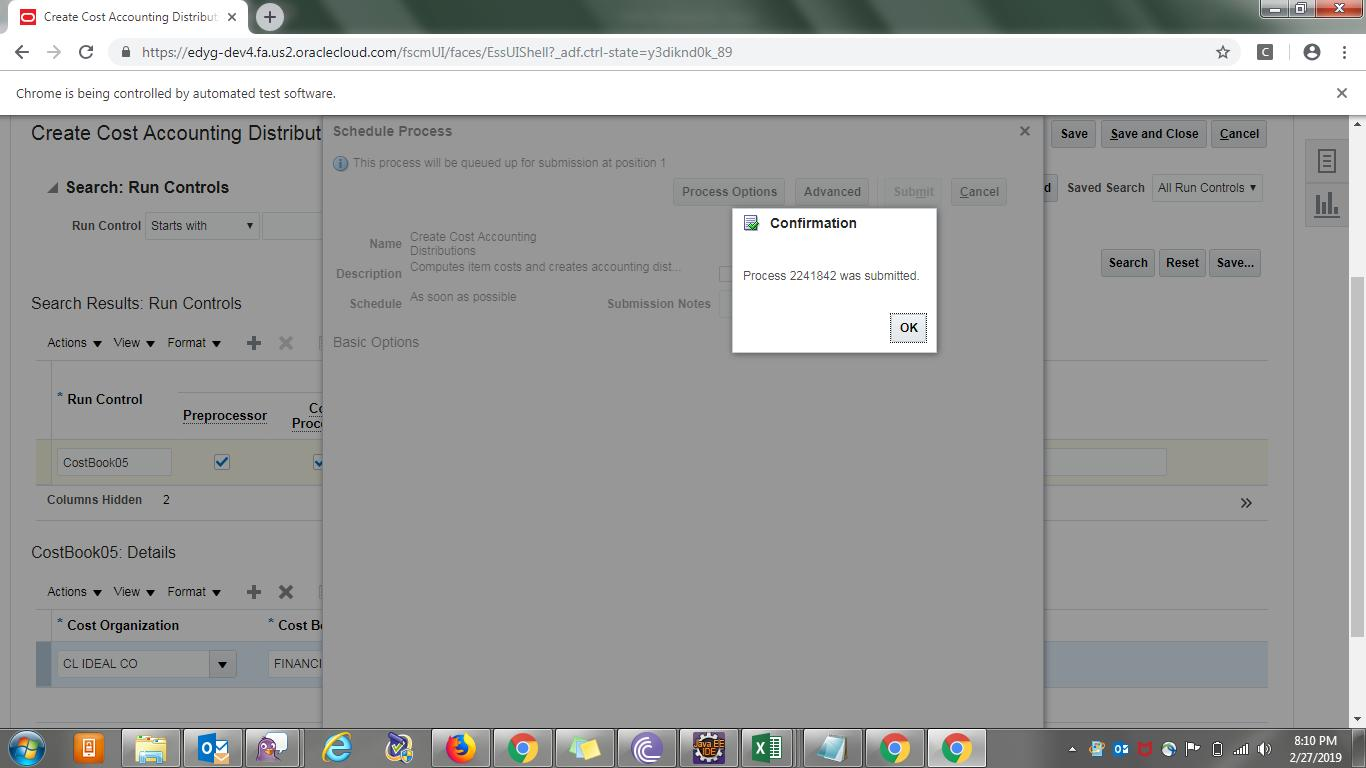 Create Cost Accounting Distribut
https://edyg-dev4.fa.us2.oraclecloud.com/fscmUI/faces/EssUIShell?_adf.ctrl-state=y3diknd0k_89
C
Chrome is being controlled by automated test software.
Create Cost Accounting Distribut
Save
Save and Close
Cancel
Search: Run Controls
d
Saved Search
All Run Controls
Run Control
Starts with
Search
Reset
Save...
Search Results: Run Controls
Actions
View
Format
* Run Control
Preprocessor
Co
Proce
CostBook05
Columns Hidden 2
CostBook05: Details
Actions
View
Format
* Cost Organization
* Cost B
CL IDEAL CO
FINANCI
Schedule Process
This process will be queued up for submission at position 1
Process Options
Advanced
Submit
Cancel
Name
Create Cost Accounting
Distributions
Description
Computes item costs and creates accounting dist...
Schedule
As soon as possible
Submission Notes
Basic Options
Confirmation
Process 2241842 was submitted.
OK
Java EE
IDE
8:10 PM
2/27/2019